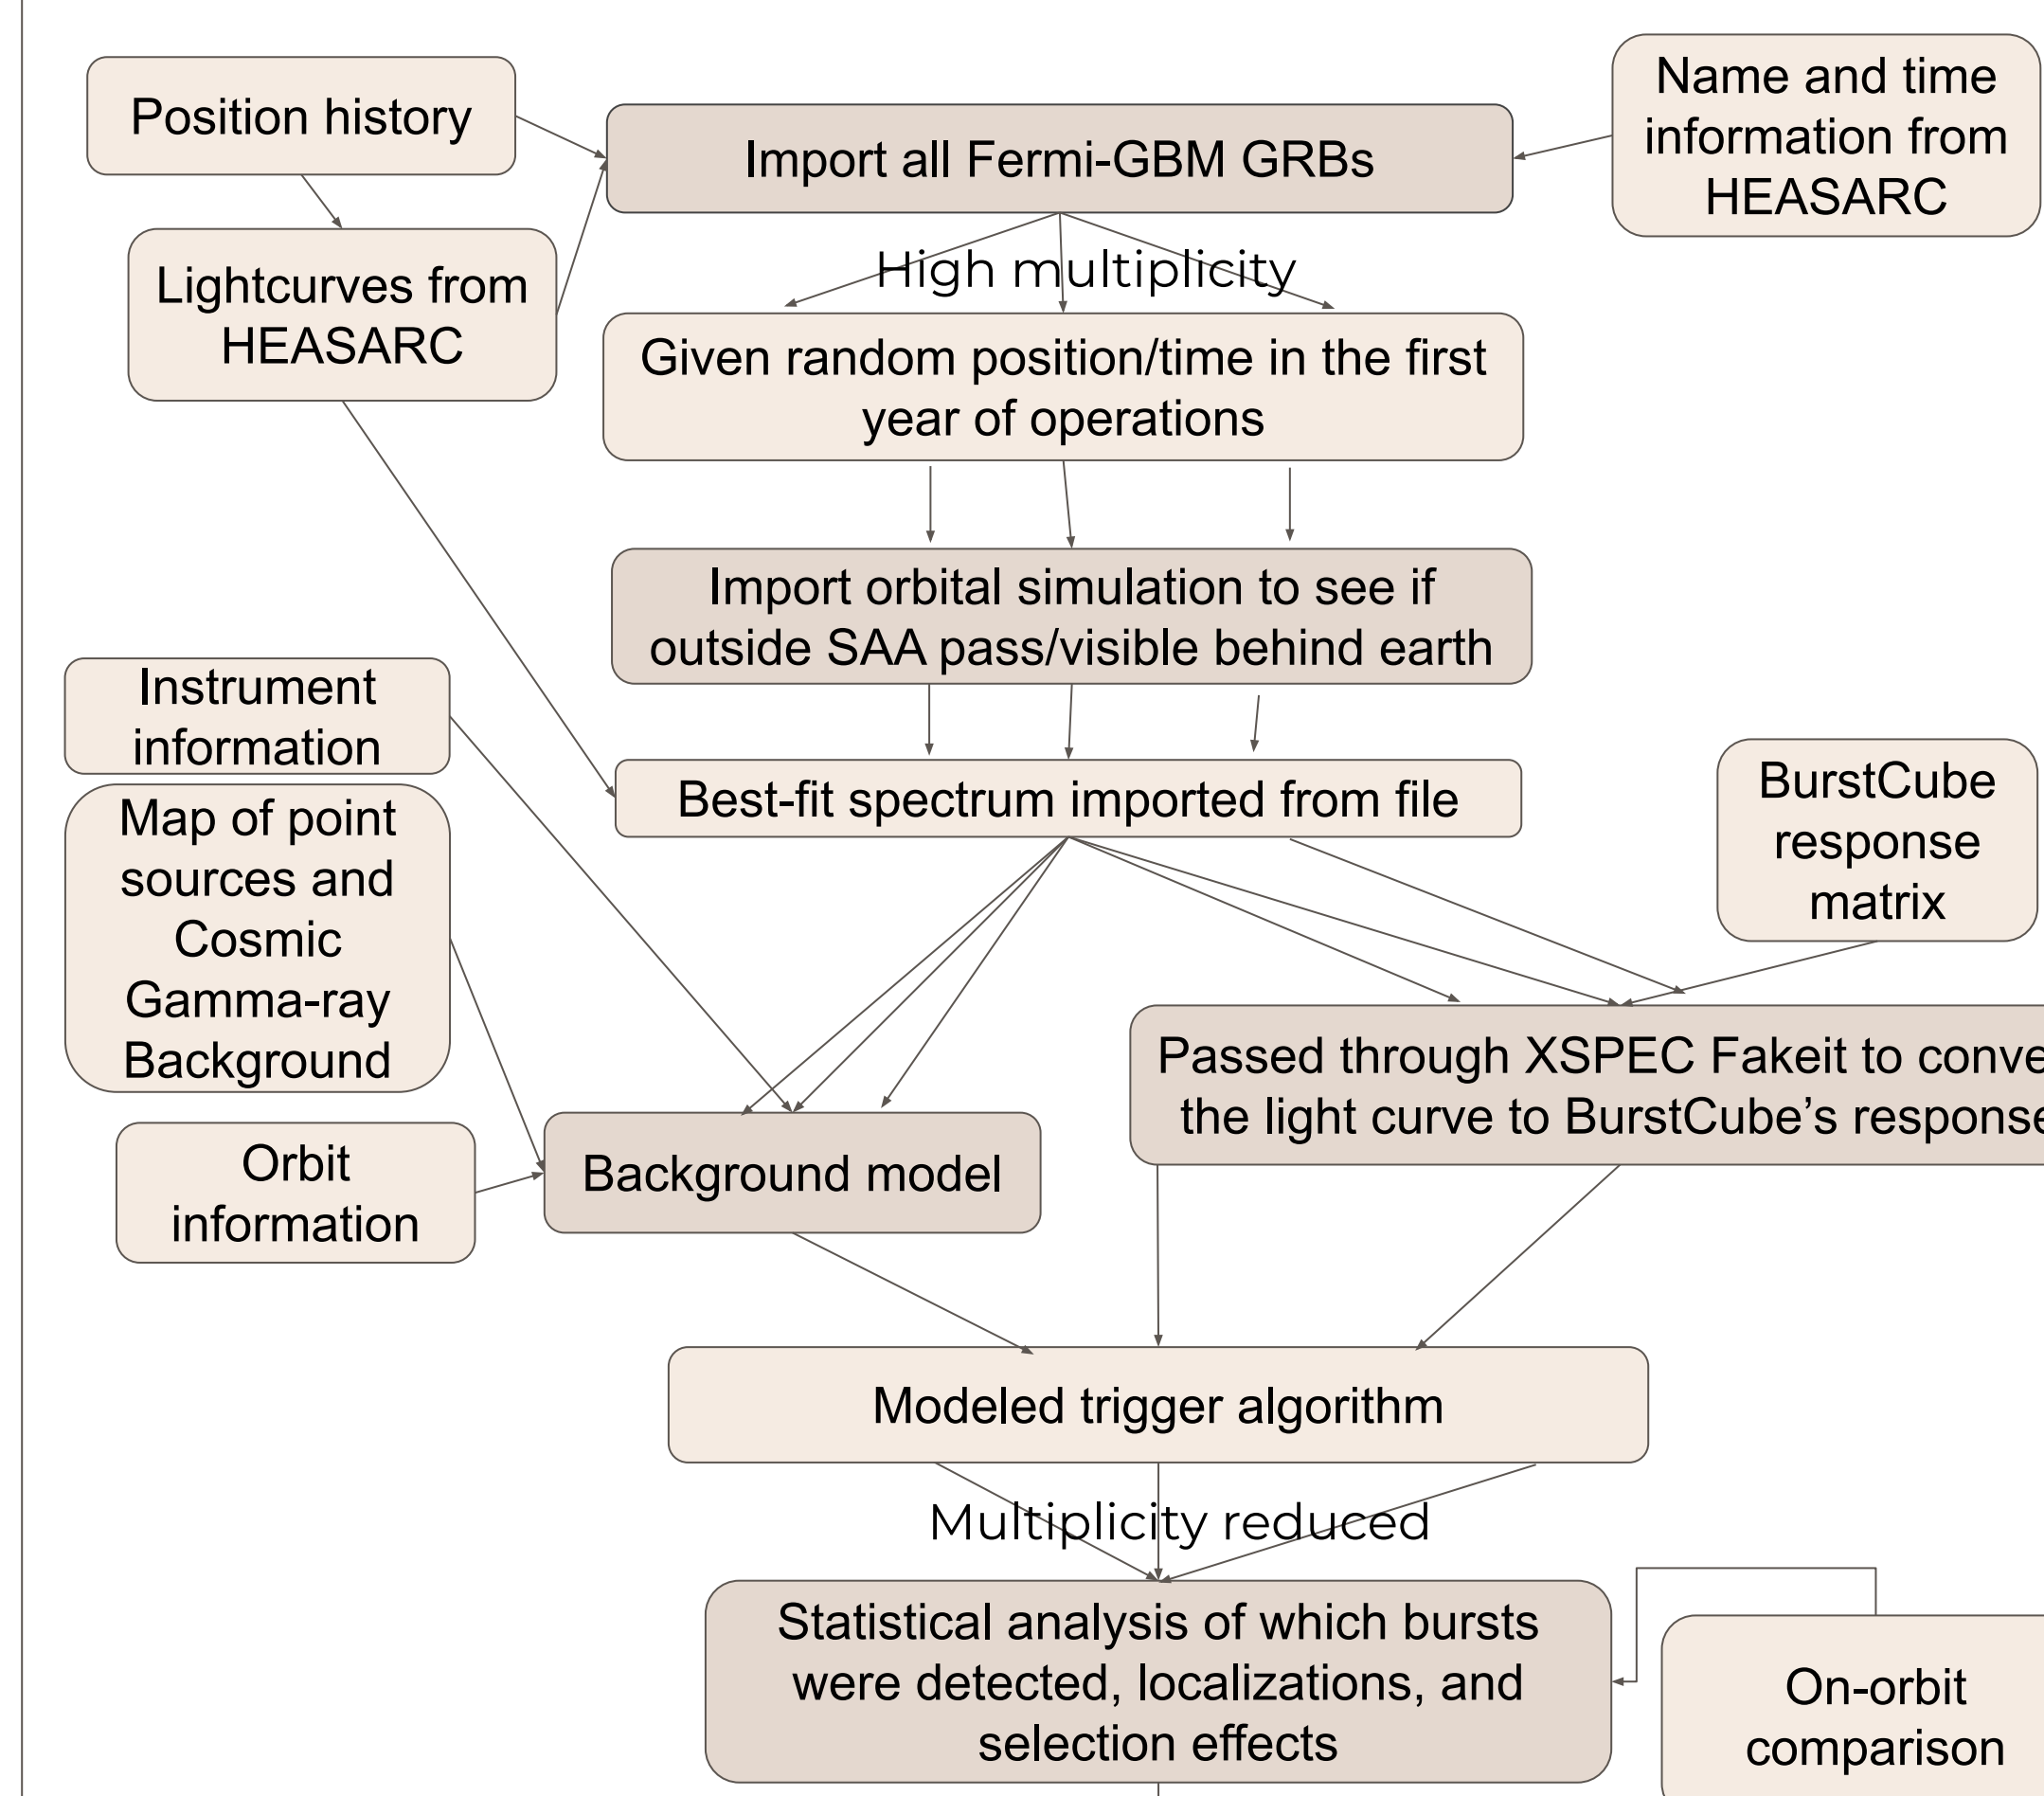 Position history
Import all Fermi-GBM GRBs
Name and time
information from
HEASARC
Lightcurves from
HEASARC
High multiplicity
Given random position/time in the first
year of operations
Import orbital simulation to see if
outside SAA pass/visible behind earth
Instrument
information
Best-fit spectrum imported from file
BurstCube
response
matrix
Map of point
sources and
Cosmic
Gamma-ray
Background
Passed through XSPEC Fakeit to conve
the light curve to BurstCube’s response
Orbit
information
Background model
Modeled trigger algorithm
Multiplicity reduced
Statistical analysis of which bursts
were detected, localizations, and
selection effects
On-orbit
comparison